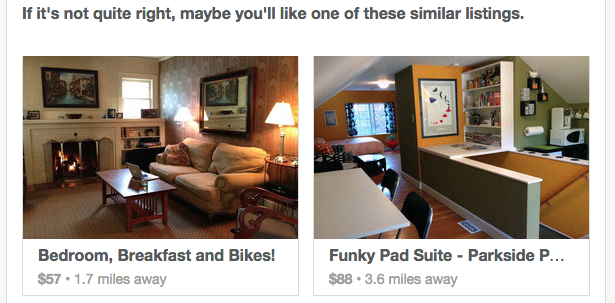 If it's not quite right, maybe you'll like one of these similar listings.
Bedroom, Breakfast and Bikes!
$57 • 1.7 miles away
Funky Pad Suite - Parkside P...
$88 • 3.6 miles away